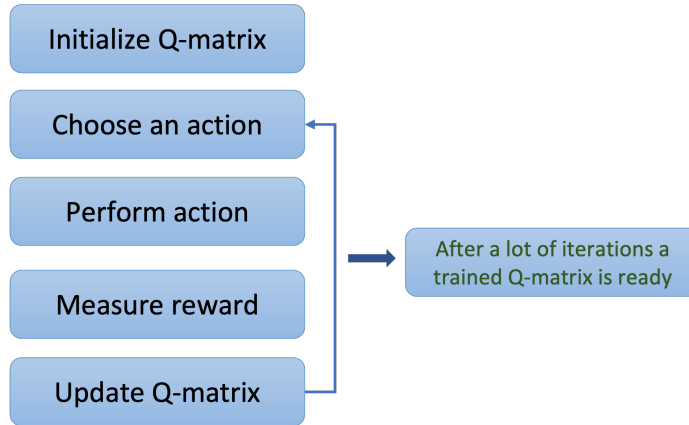 Initialize Q-matrix
Choose an action
Perform action
Measure reward
Update Q-matrix
After a lot of iterations a
trained Q-matrix is ready